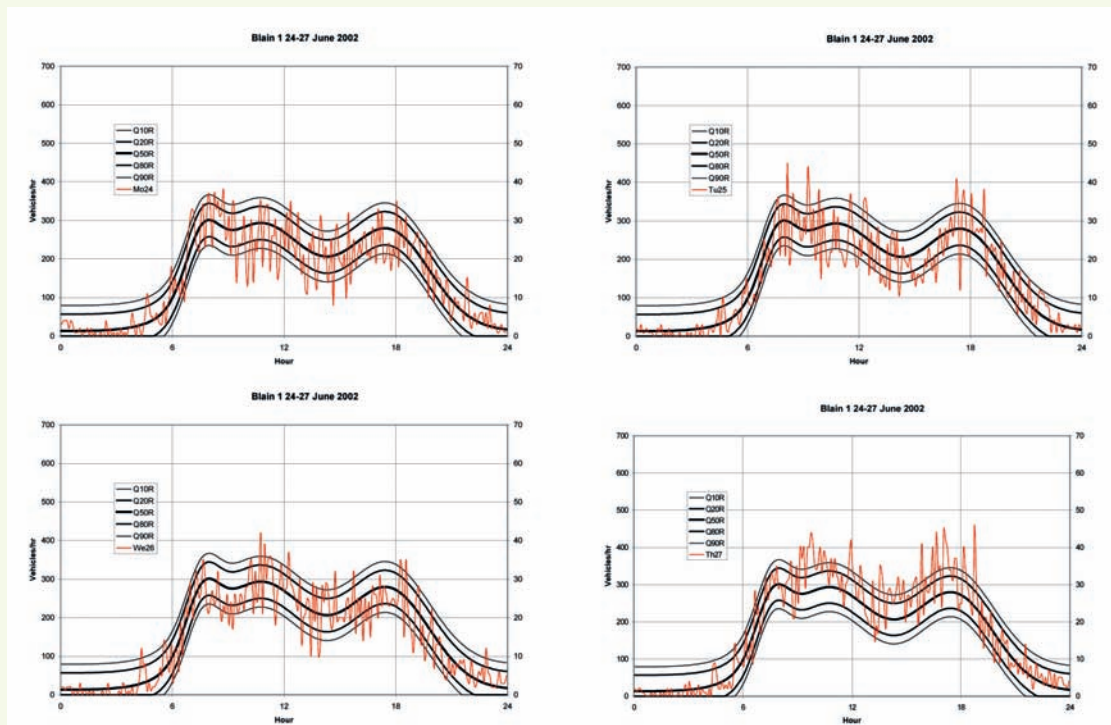 Blain 1 24-27 June 2002
Vehicles/hr
700
600
500
400
300
200
100
0
Q10R
Q20R
Q50R
Q80R
Q90R
Mo24
70
60
50
40
30
20
10
0
0 6 12 18 24
Hour
Blain 1 24-27 June 2002
Vehicles/hr
700
600
500
400
300
200
100
0
Q10R
Q20R
Q50R
Q80R
Q90R
Tu25
70
60
50
40
30
20
10
0
0 6 12 18 24
Hour
Blain 1 24-27 June 2002
Vehicles/hr
700
600
500
400
300
200
100
0
Q10R
Q20R
Q50R
Q80R
Q90R
We26
70
60
50
40
30
20
10
0
0 6 12 18 24
Hour
Blain 1 24-27 June 2002
Vehicles/hr
700
600
500
400
300
200
100
0
Q10R
Q20R
Q50R
Q80R
Q90R
Th27
70
60
50
40
30
20
10
0
0 6 12 18 24
Hour